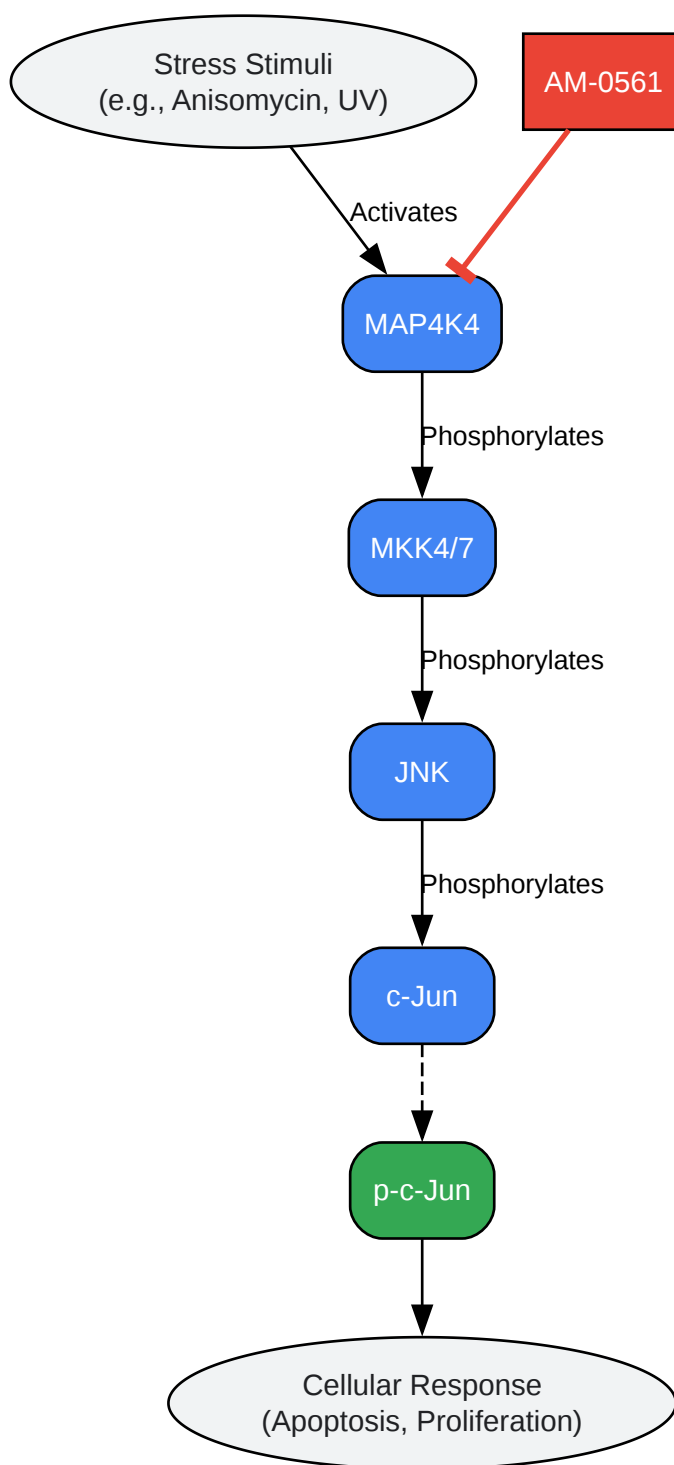 Stress Stimuli
(e.g., Anisomycin, UV)
AM-0561
Activates
MAP4K4
Phosphorylates
MKK4/7
Phosphorylates
JNK
Phosphorylates
c-Jun
p-c-Jun
Cellular Response
(Apoptosis, Proliferation)